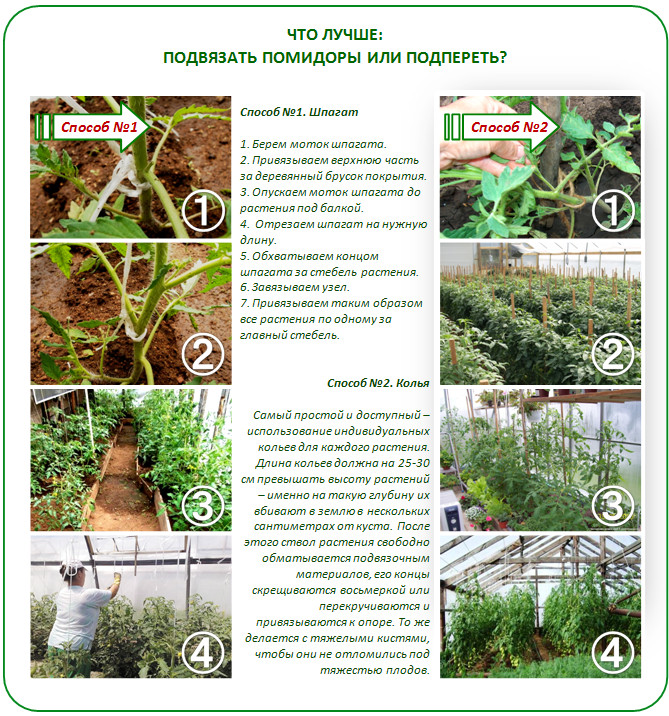 ЧТО ЛУЧШЕ:
ПОДВЯЗАТЬ ПОМИДОРЫ ИЛИ ПОДПЕРЕТЬ?
Способ №1
1
2
3
4
Способ №1. Шпагат
1. Берем моток шпагата.
2. Привязываем верхнюю часть
за деревянный брусок покрытия.
3. Опускаем моток шпагата до
растения под балкой.
4. Отрезаем шпагат на нужную
длину.
5. Обхватываем концом
шпагата за стебель растения.
6. Завязываем узел.
7. Привязываем таким образом
все растения по одному за
главный стебель.
Способ №2. Колья
Самый простой и доступный –
использование индивидуальных
кольев для каждого растения.
Длина кольев должна на 25-30
см превышать высоту растений
– именно на такую глубину их
вбивают в землю в нескольких
сантиметрах от куста. После
этого ствол растения свободно
обматывается подвязочным
материалов, его концы
скрещиваются восьмеркой или
перекручиваются и
привязываются к опоре. То же
делается с тяжелыми кистями,
чтобы они не отломились под
тяжестью плодов.
Способ №2
1
2
3
4